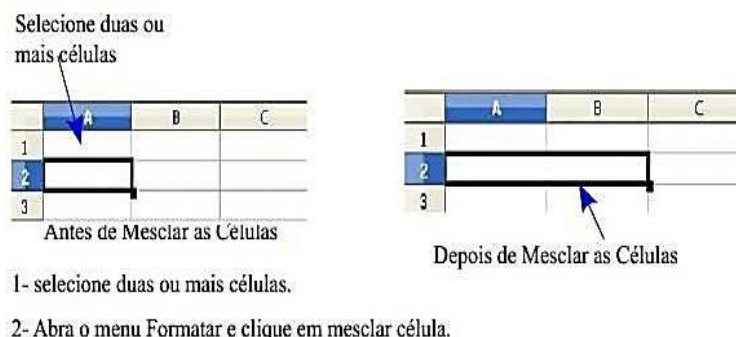 Selecione duas ou
mais células
A B C
1
2
3
Antes de Mesclar as Células
A B C
1
2
3
Depois de Mesclar as Células
1- selecione duas ou mais células.
2- Abra o menu Formatar e clique em mesclar célula.